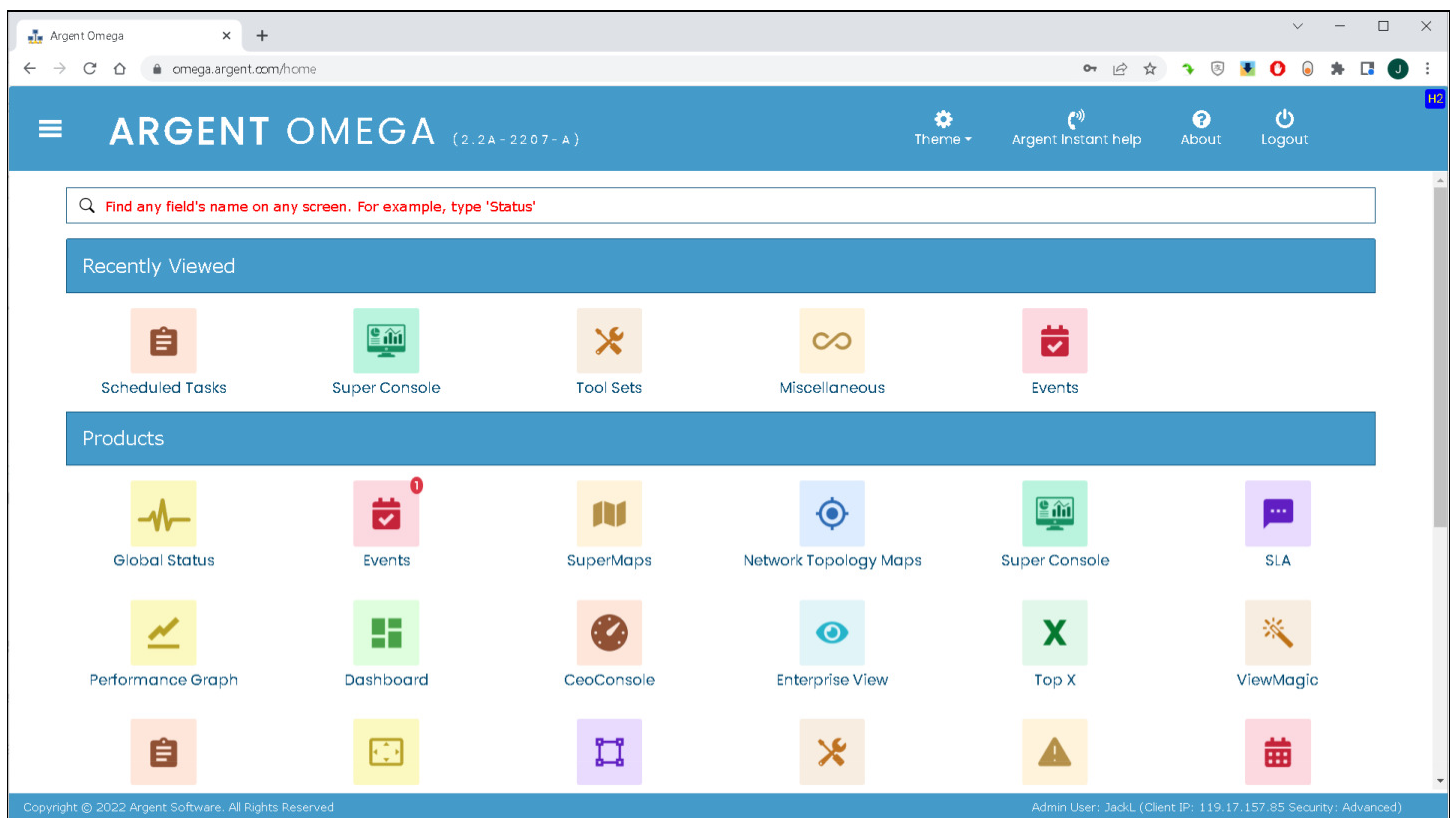 Argent Omega
omega.argent.com/home
J
H2
ARGENT OMEGA (2.2A-2207-A)
Theme
Argent Instant help
About
Logout
Find any field's name on any screen. For example, type 'Status'
Recently Viewed
Scheduled Tasks
Super Console
Tool Sets
Miscellaneous
Events
Products
1
Global Status
Events
SuperMaps
Network Topology Maps
Super Console
SLA
X
Performance Graph
Dashboard
CeoConsole
Enterprise View
Top X
ViewMagic
Copyright © 2022 Argent Software. All Rights Reserved
Admin User: JackL (Client IP: 119.17.157.85 Security: Advanced)